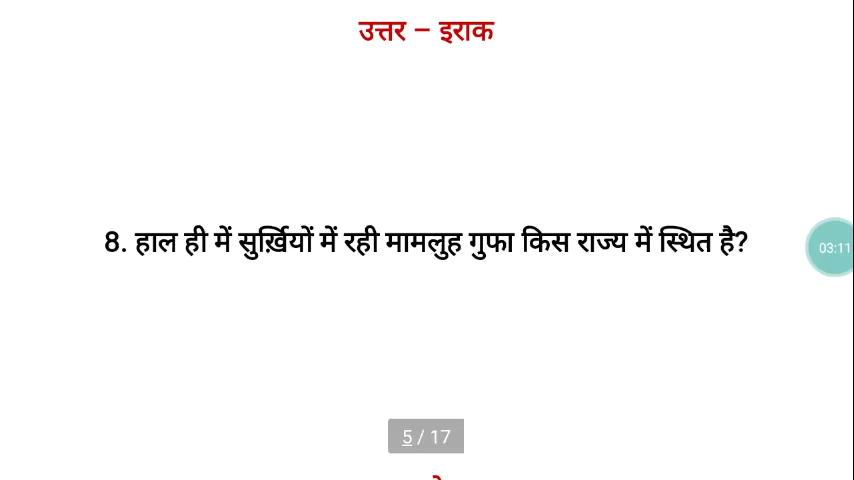 उत्तर – इराक
8. हाल ही में सुर्ख़ियों में रही मामलुह गुफा किस राज्य में स्थित है?
03:11
5 / 17